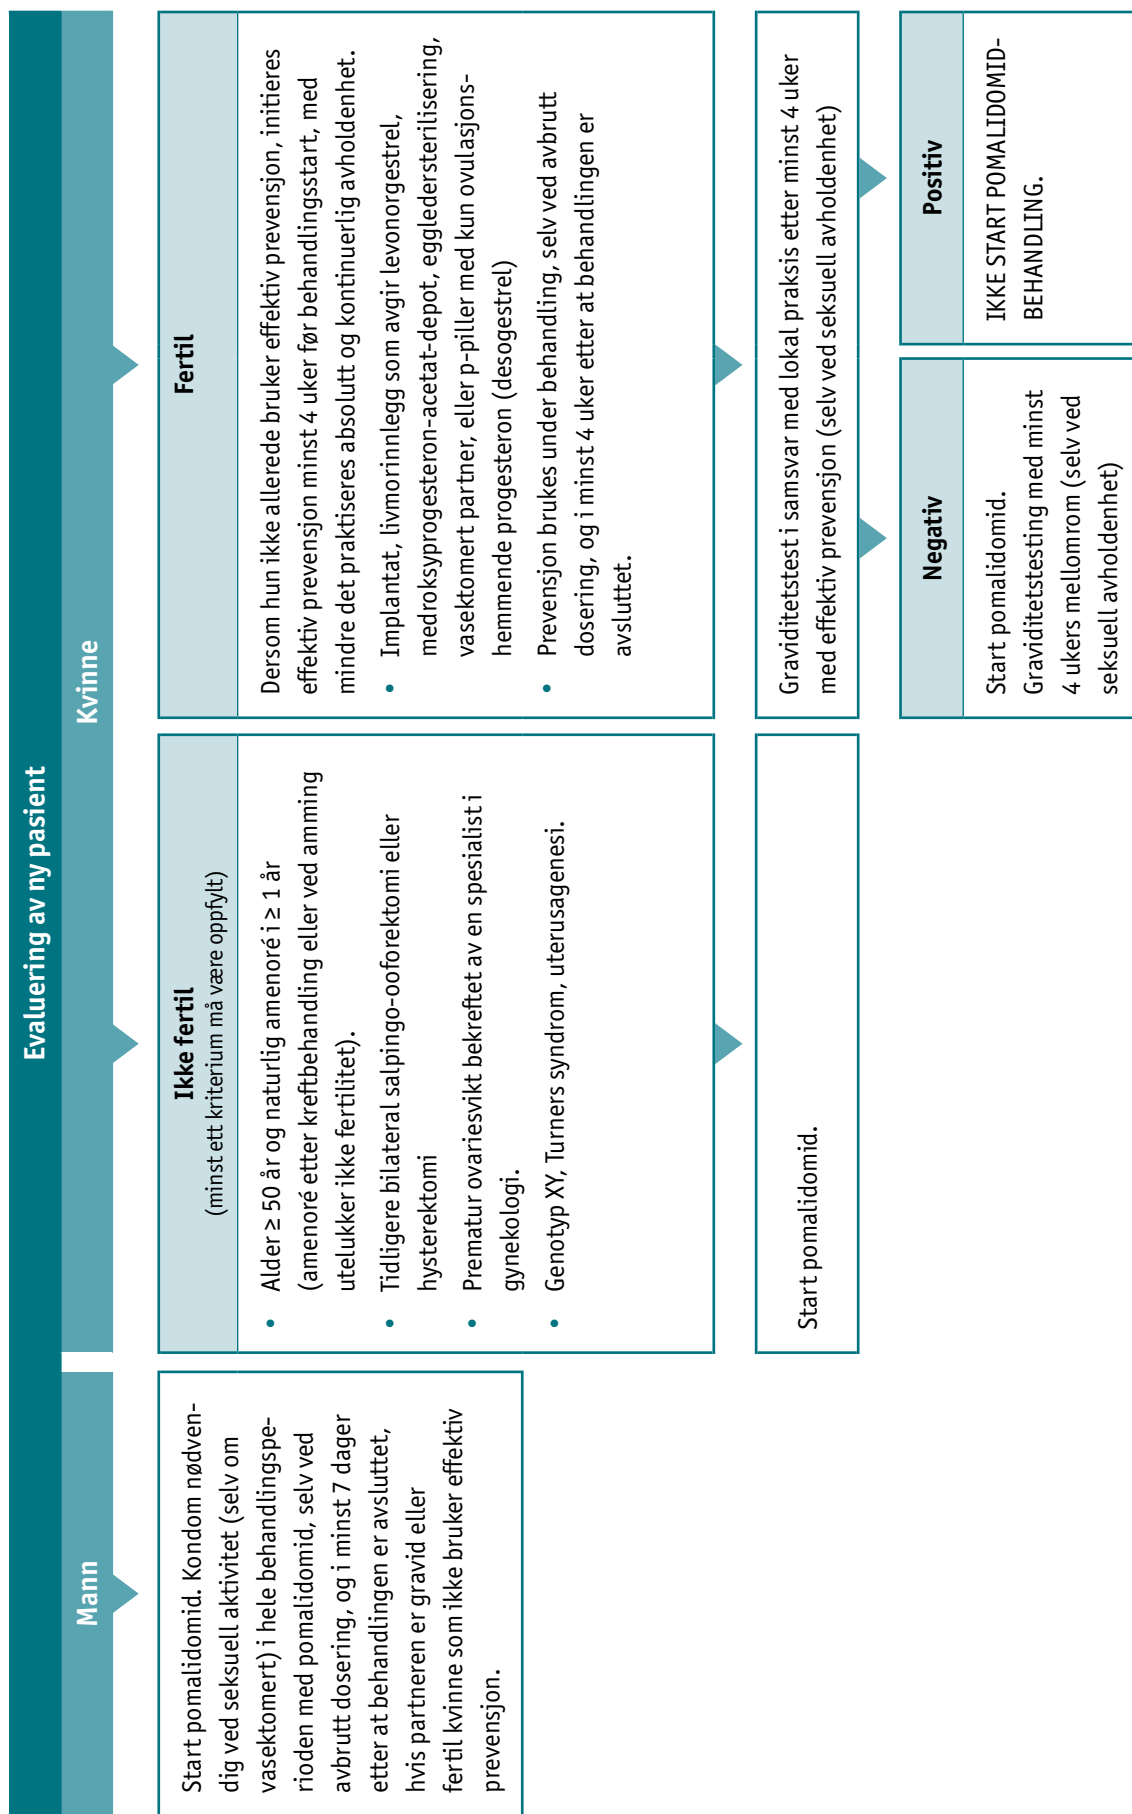 Evaluering av ny pasient
Mann
Start pomalidomid. Kondom nødven-
dig ved seksuell aktivitet (selv om
vasektomert) i hele behandlingspe-
rioden med pomalidomid, selv ved
avbrutt dosering, og i minst 7 dager
etter at behandlingen er avsluttet,
hvis partneren er gravid eller
fertil kvinne som ikke bruker effektiv
prevensjon.
Kvinne
Ikke fertil
(minst ett kriterium må være oppfylt)
• Alder ≥ 50 år og naturlig amenoré i ≥ 1 år
(amenoré etter kreftbehandling eller ved amming
utelukker ikke fertilitet).
• Tidligere bilateral salpingo-ooforektomi eller
hysterektomi
• Prematur ovariesvikt bekreftet av en spesialist i
gynekologi.
• Genotyp XY, Turners syndrom, uterusagenesi.
Start pomalidomid.
Fertil
Dersom hun ikke allerede bruker effektiv prevensjon, initieres
effektiv prevensjon minst 4 uker før behandlingsstart, med
mindre det praktiseres absolutt og kontinuerlig avholdenhet.
• Implantat, livmorinnlegg som avgir levonorgestrel,
medroksyprogesteron-acetat-depot, egglederstilisering,
vasektomert partner, eller p-piller med kun ovulasjons-
hemmende progesteron (desogestrel)
• Prevensjon brukes under behandling, selv ved avbrutt
dosering, og i minst 4 uker etter at behandlingen er
avsluttet.
Graviditetstest i samsvar med lokal praksis etter minst 4 uker
med effektiv prevensjon (selv ved seksuell avholdenhet)
Negativ
Start pomalidomid.
Graviditetstesting med minst
4 ukers mellomrom (selv ved
seksuell avholdenhet)
Positiv
IKKE START POMALIDOMID-
BEHANDLING.